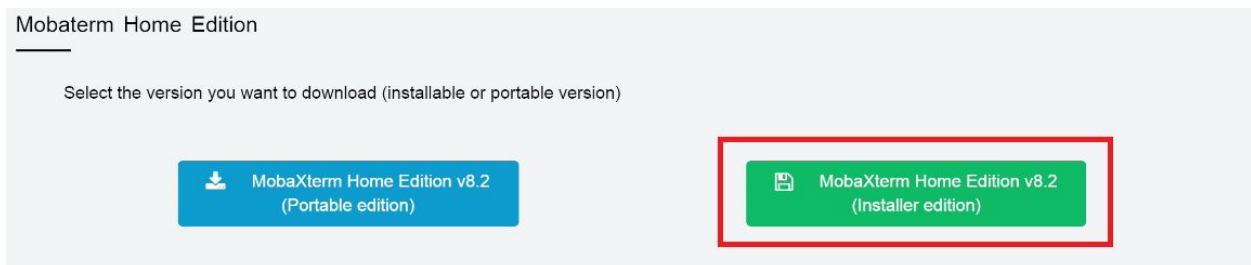 Mobaterm Home Edition
Select the version you want to download (installable or portable version)
MobaXterm Home Edition v8.2
(Portable edition)
MobaXterm Home Edition v8.2
(Installer edition)